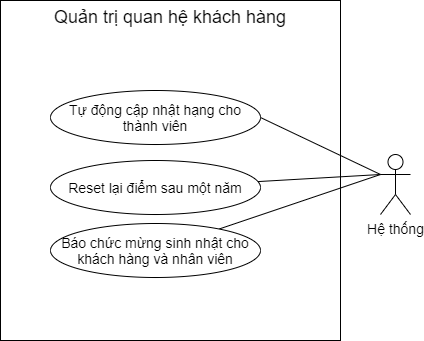 Quản trị quan hệ khách hàng
Tự động cập nhật hạng cho
thành viên
Reset lại điểm sau một năm
Hệ thống
Báo chức mừng sinh nhật cho
khách hàng và nhân viên